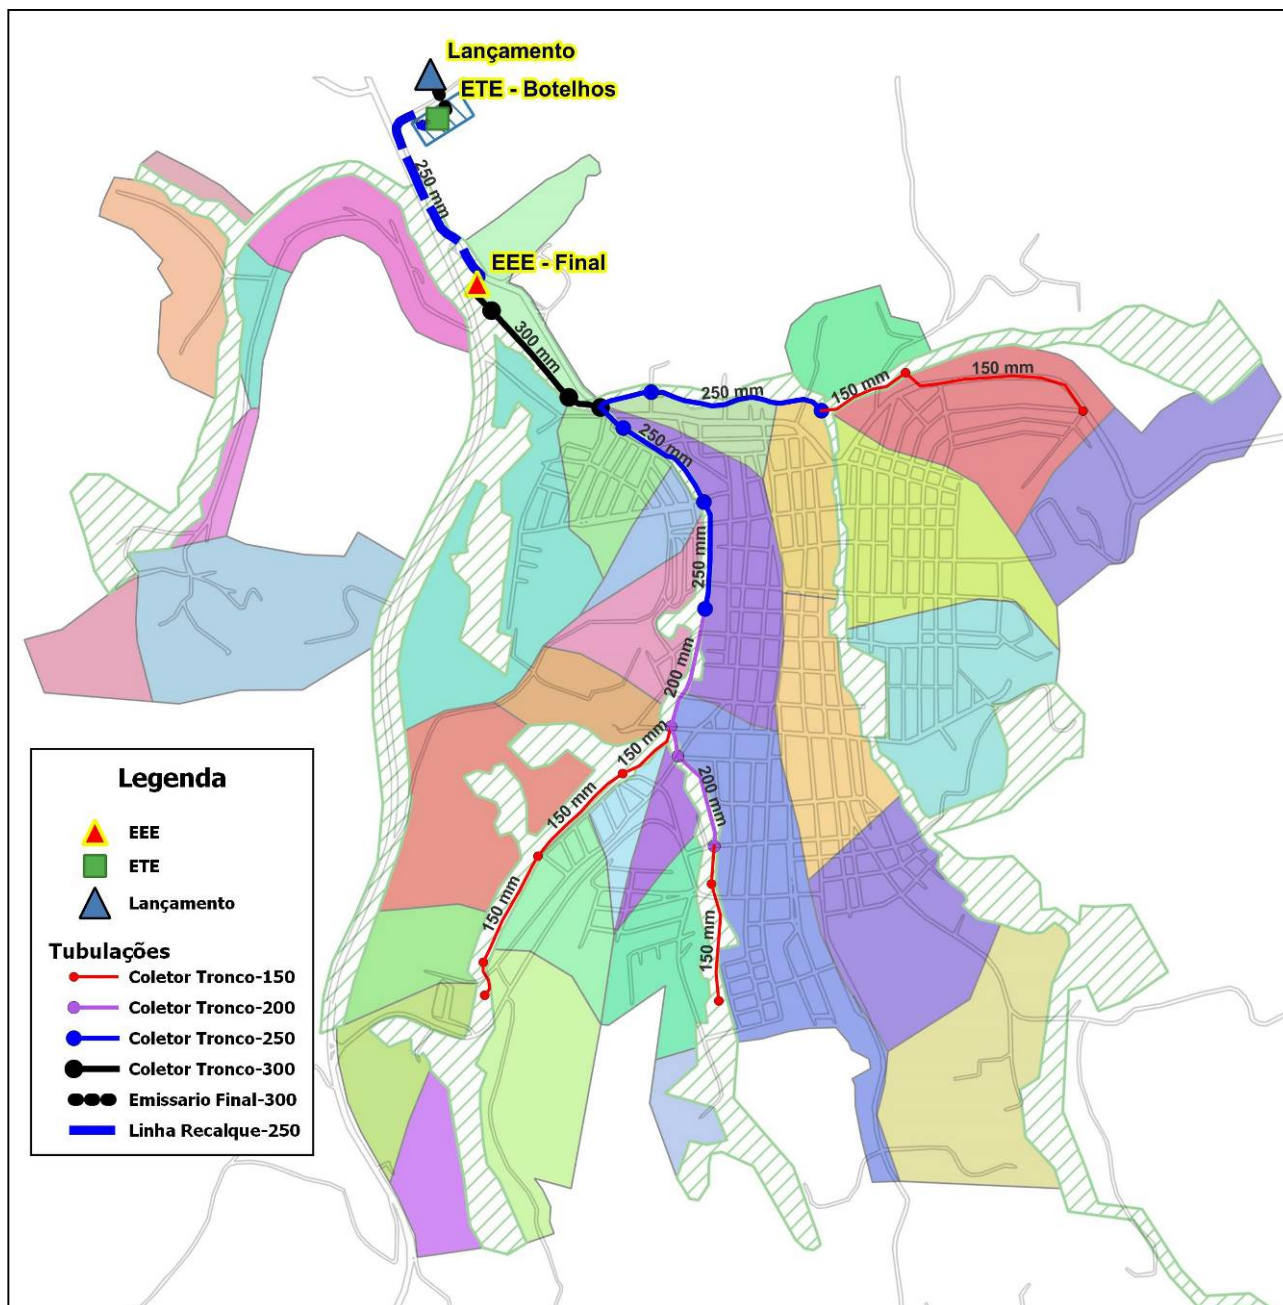 Lançamento
ETE - Botelhos
250 mm
EEE - Final
300 mm
250 mm
150 mm
150 mm
250 mm
250 mm
200 mm
150 mm
150 mm
200 mm
150 mm
150 mm
Legenda
EEE
ETE
Lançamento
Tubulações
Coletor Tronco-150
Coletor Tronco-200
Coletor Tronco-250
Coletor Tronco-300
Emissario Final-300
Linha Recalque-250